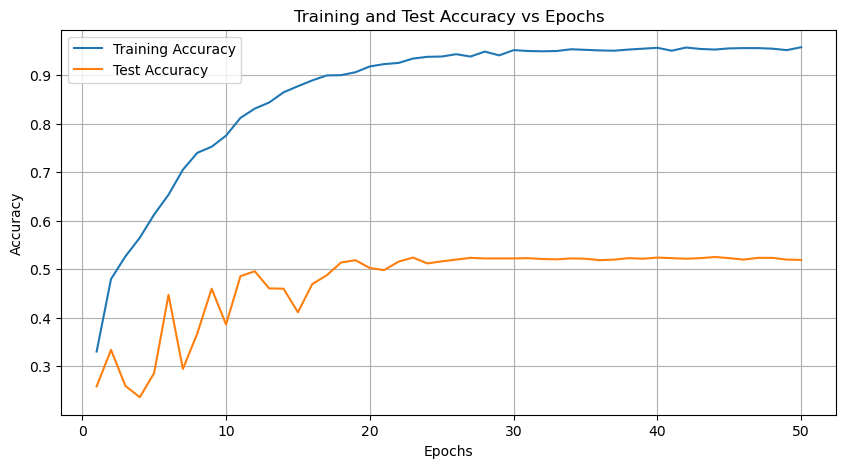 Training and Test Accuracy vs Epochs
Training Accuracy
Test Accuracy
0.9
0.8
0.7
0.6
0.5
0.4
0.3
Accuracy
0 10 20 30 40 50
Epochs